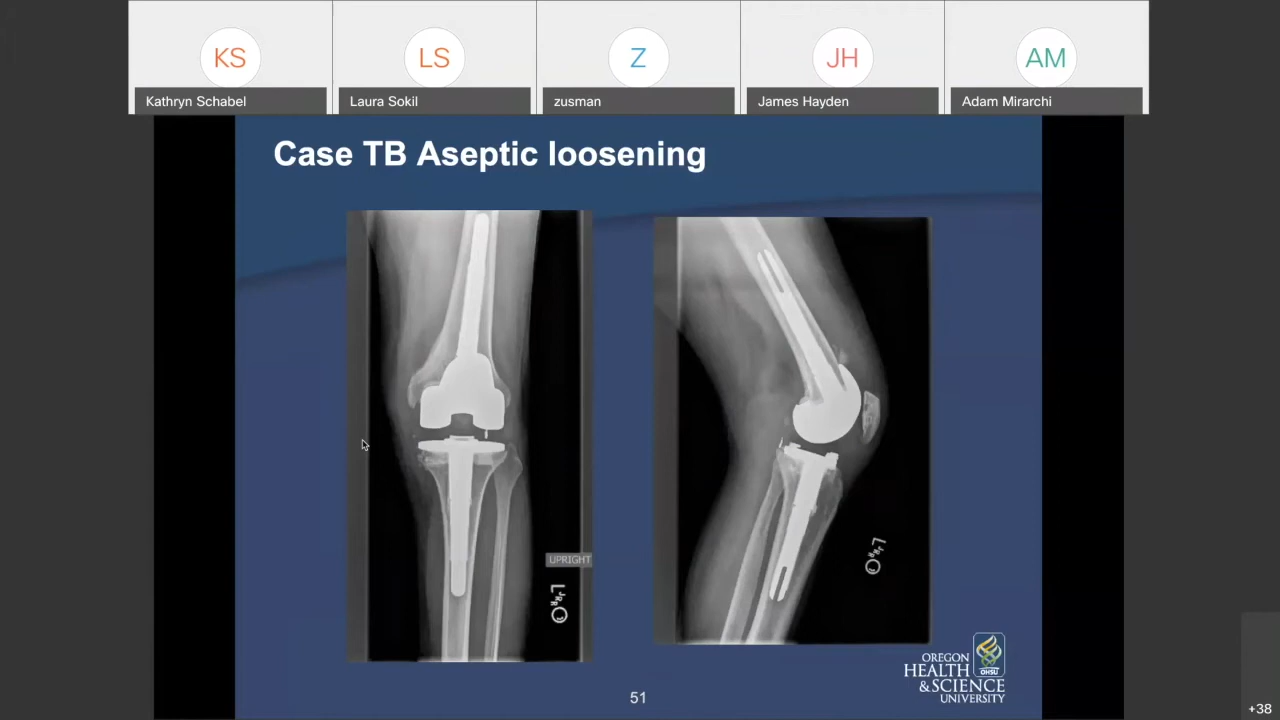 KS
LS
Z
JH
AM
Kathryn Schabel
Laura Sokil
zusman
James Hayden
Adam Mirarchi
Case TB Aseptic loosening
UPRIGHT
L
L
OREGON
HEALTH
OHSU
& SCIENCE
UNIVERSITY
51
+38